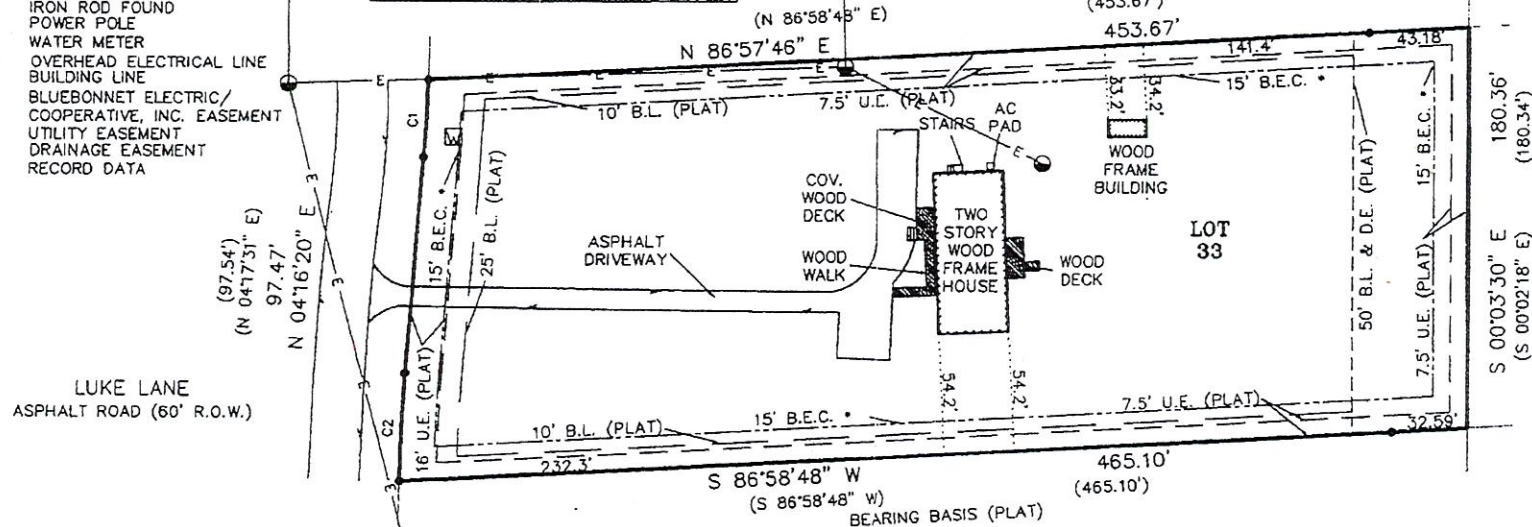 IRON ROD FOUND
POWER POLE
WATER METER
OVERHEAD ELECTRICAL LINE
BUILDING LINE
BLUEBONNET ELECTRIC/
COOPERATIVE, INC. EASEMENT
UTILITY EASEMENT
DRAINAGE EASEMENT
RECORD DATA
(N 86°58'48" E)
(453.67')
N 86°57'46" E
453.67'
141.4'
43.18'
E
E
E
E
E
10' B.L. (PLAT)
7.5' U.E. (PLAT)
15' B.E.C. *
33.2'
34.2'
C1
W
15' B.E.C. *
25' B.L. (PLAT)
STAIRS
AC
PAD
E
WOOD
FRAME
BUILDING
COV.
WOOD
DECK
TWO
STORY
WOOD
FRAME
HOUSE
WOOD
WALK
WOOD
DECK
ASPHALT
DRIVEWAY
LOT
33
50' B.L. & D.E. (PLAT)
15' B.E.C. *
7.5' U.E. (PLAT)
180.36'
(180.34')
S 00°03'30" E
(S 00°02'18" E)
E
(97.54')
(N 04°17'31" E)
97.47'
N 04°16'20" E
E
E
E
LUKE LANE
ASPHALT ROAD (60' R.O.W.)
C2
16' U.E. (PLAT)
54.2'
54.2'
10' B.L. (PLAT)
15' B.E.C. *
7.5' U.E. (PLAT)
232.3'
32.59'
S 86°58'48" W
465.10'
(S 86°58'48" W)
(465.10')
BEARING BASIS (PLAT)